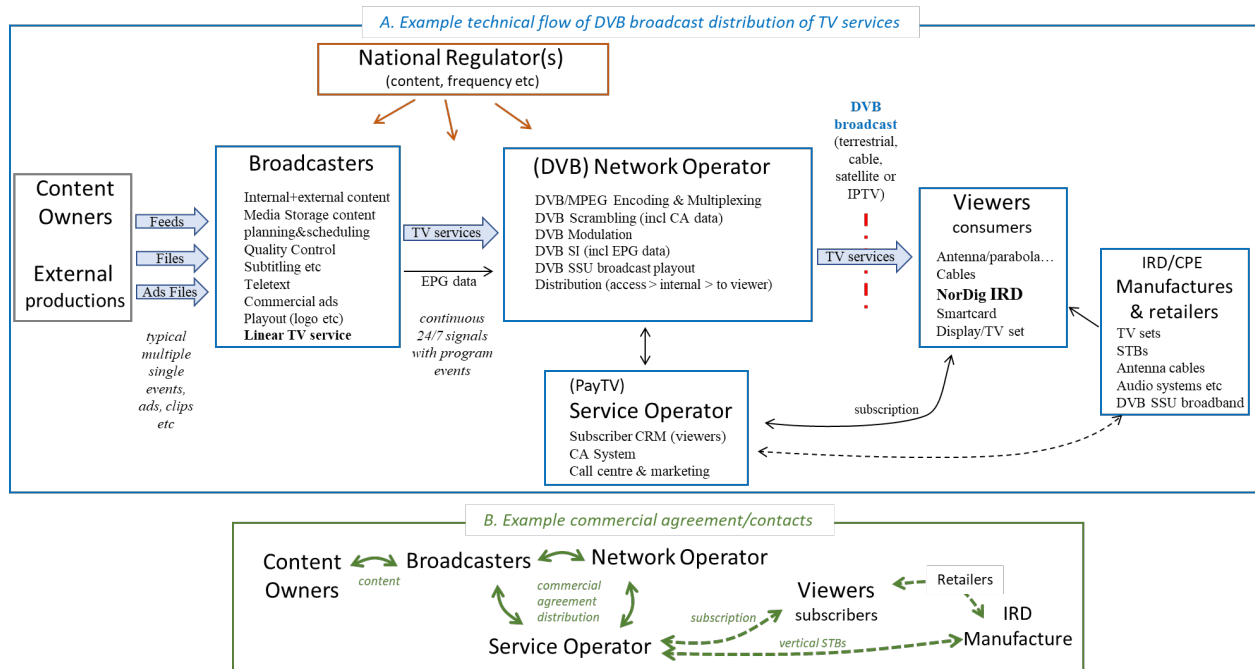 A. Example technical flow of DVB broadcast distribution of TV services
National Regulator(s)
(content, frequency etc)
Content
Owners
External
productions
Feeds
Files
Ads Files
typical
multiple
single
events,
ads, clips
etc
Broadcasters
Internal+external content
Media Storage content
planning&scheduling
Quality Control
Subtitling etc
Teletext
Commercial ads
Playout (logo etc)
Linear TV service
TV services
EPG data
continuous
24/7 signals
with program
events
(DVB) Network Operator
DVB/MPEG Encoding & Multiplexing
DVB Scrambling (incl CA data)
DVB Modulation
DVB SI (incl EPG data)
DVB SSU broadcast playout
Distribution (access > internal > to viewer)
DVB
broadcast
(terrestrial,
cable,
satellite or
IPTV)
TV services
Viewers
consumers
Antenna/parabola…
Cables
NorDig IRD
Smartcard
Display/TV set
IRD/CPE
Manufactures
& retailers
TV sets
STBs
Antenna cables
Audio systems etc
DVB SSU broadband
(PayTV)
Service Operator
Subscriber CRM (viewers)
CA System
Call centre & marketing
subscription
B. Example commercial agreement/contacts
Content
Owners
content
Broadcasters
Network Operator
commercial
agreement
distribution
Service Operator
subscription
Viewers
subscribers
Retailers
IRD
Manufacture
vertical STBs